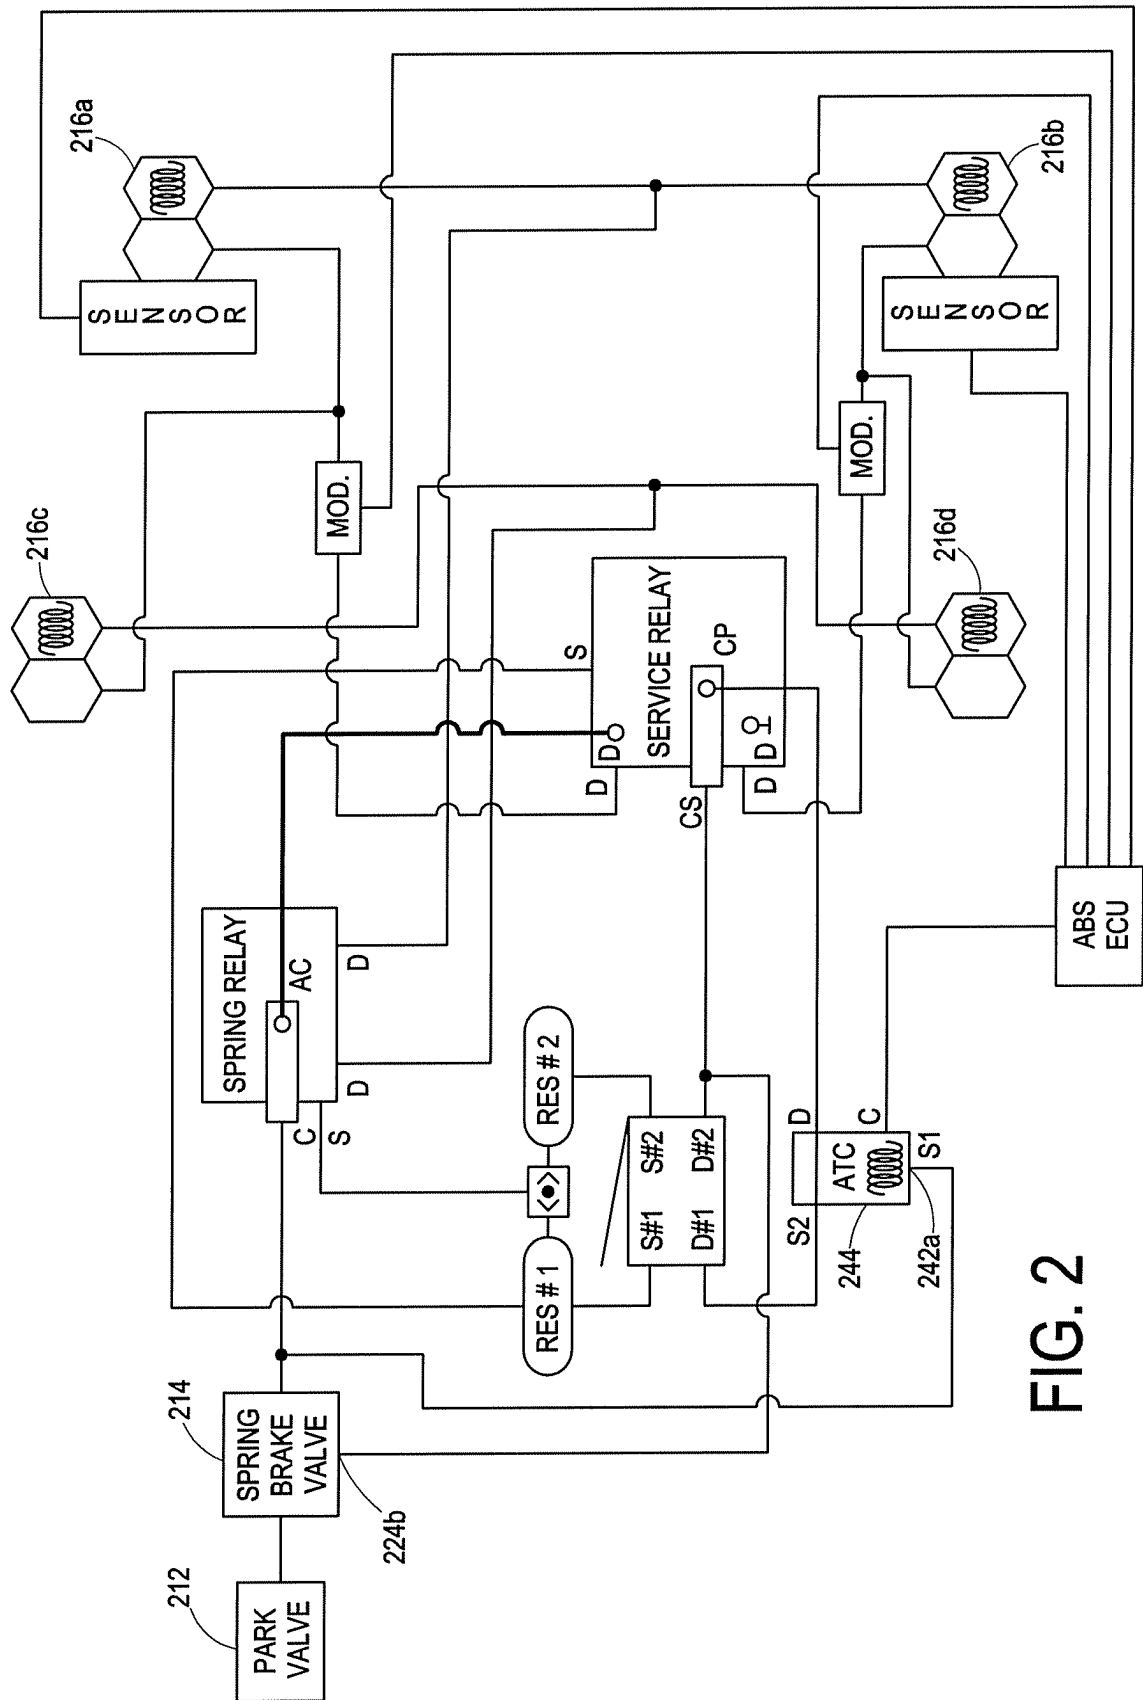 212
PARK
VALVE
214
SPRING
BRAKE
VALVE
224b
SPRING RELAY
AC
C
S
D
D
RES # 1
RES # 2
S#1
S#2
D#1
D#2
S2
D
ATC
C
S1
244
242a
SERVICE RELAY
S
D
D
CS
CP
D
D
ABS
ECU
MOD.
MOD.
216c
216d
216a
SENSOR
216b
SENSOR
FIG. 2